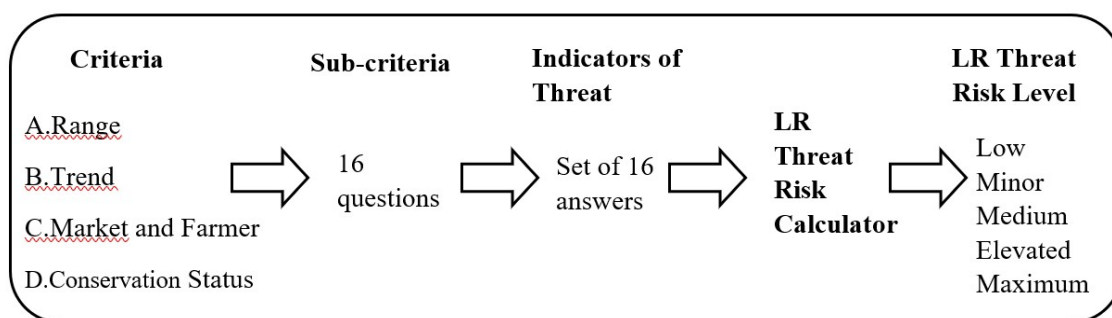 Criteria
A.Range
B.Trend
C.Market and Farmer
D.Conservation Status
Sub-criteria
16
questions
Indicators of
Threat
Set of 16
answers
LR
Threat
Risk
Calculator
LR Threat
Risk Level
Low
Minor
Medium
Elevated
Maximum